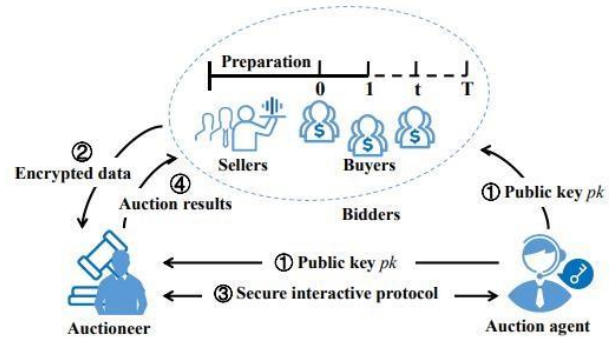 Preparation
0 1 t T
$ $ $
Sellers
Buyers
Bidders
② Encrypted data
④ Auction results
① Public key pk
① Public key pk
③ Secure interactive protocol
Auctioneer
Auction agent